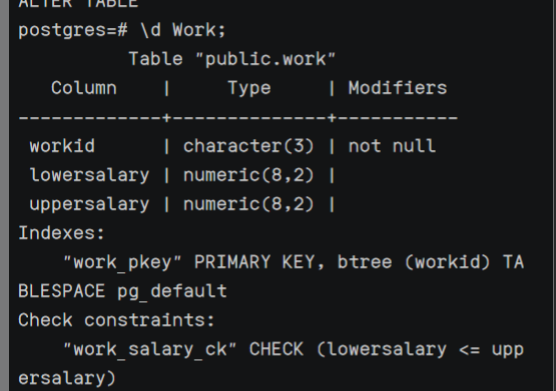 ALTER TABLE
postgres=# \d Work;
Table "public.work"
Column | Type | Modifiers
-------------+--------------+-----------
workid | character(3) | not null
lowersalary | numeric(8,2) |
uppersalary | numeric(8,2) |
Indexes:
"work_pkey" PRIMARY KEY, btree (workid) TA
BLESPACE pg_default
Check constraints:
"work_salary_ck" CHECK (lowersalary <= upp
ersalary)